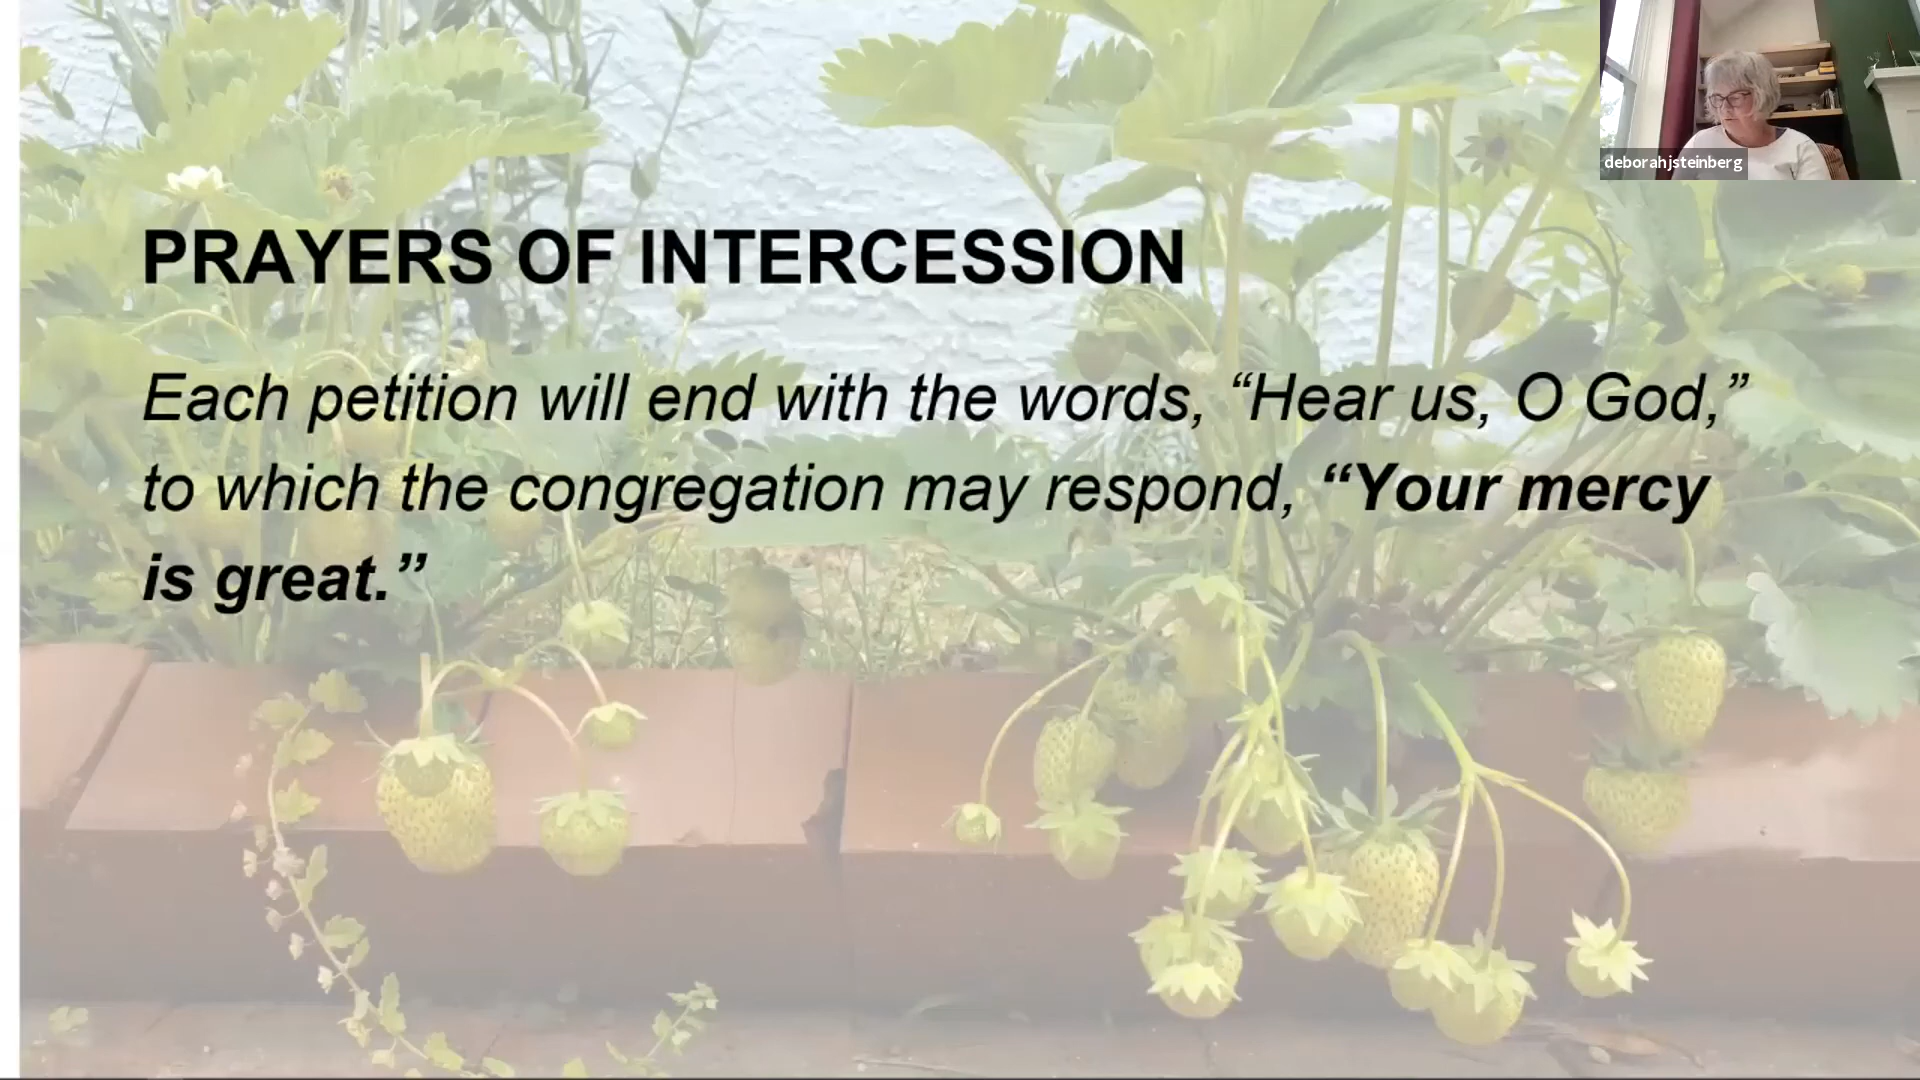 deborahjsteinberg
PRAYERS OF INTERCESSION
Each petition will end with the words, “Hear us, O God,”
to which the congregation may respond, “Your mercy
is great.”